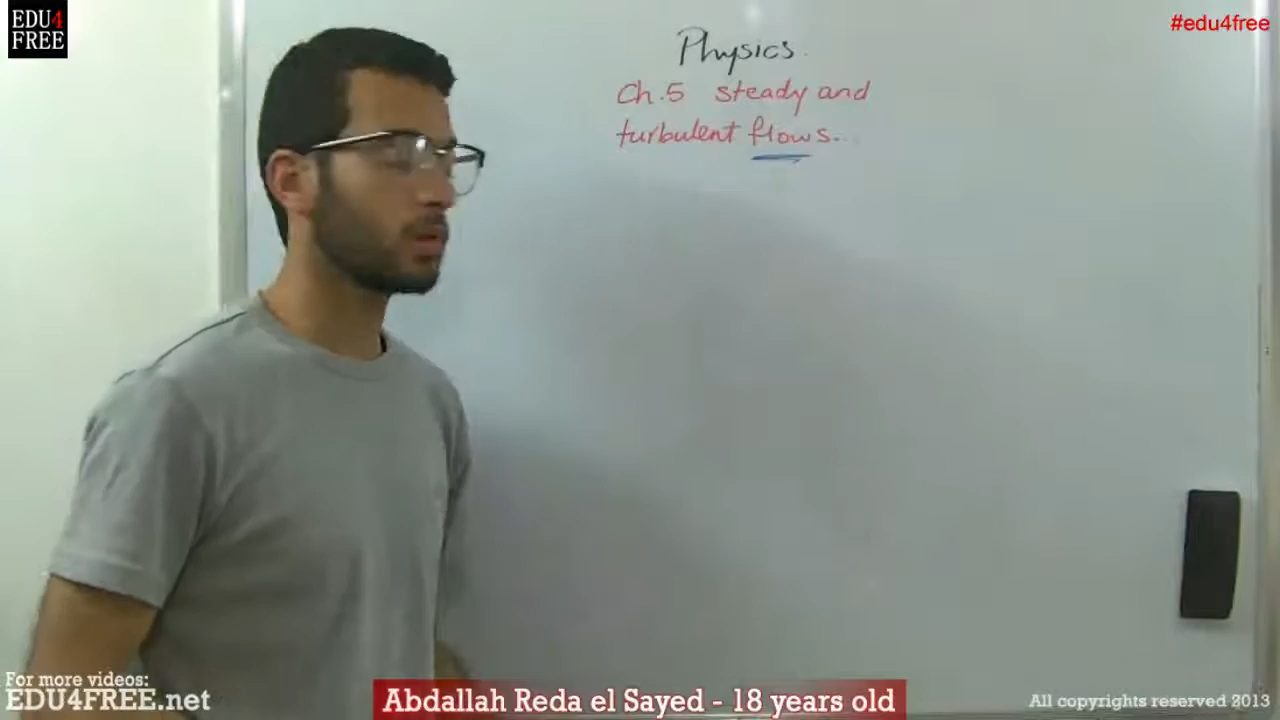 EDU4
FREE
#edu4free
Physics.
Ch.5 steady and
turbulent flows...
For more videos:
EDU4FREE.net
Abdallah Reda el Sayed - 18 years old
All copyrights reserved 2013